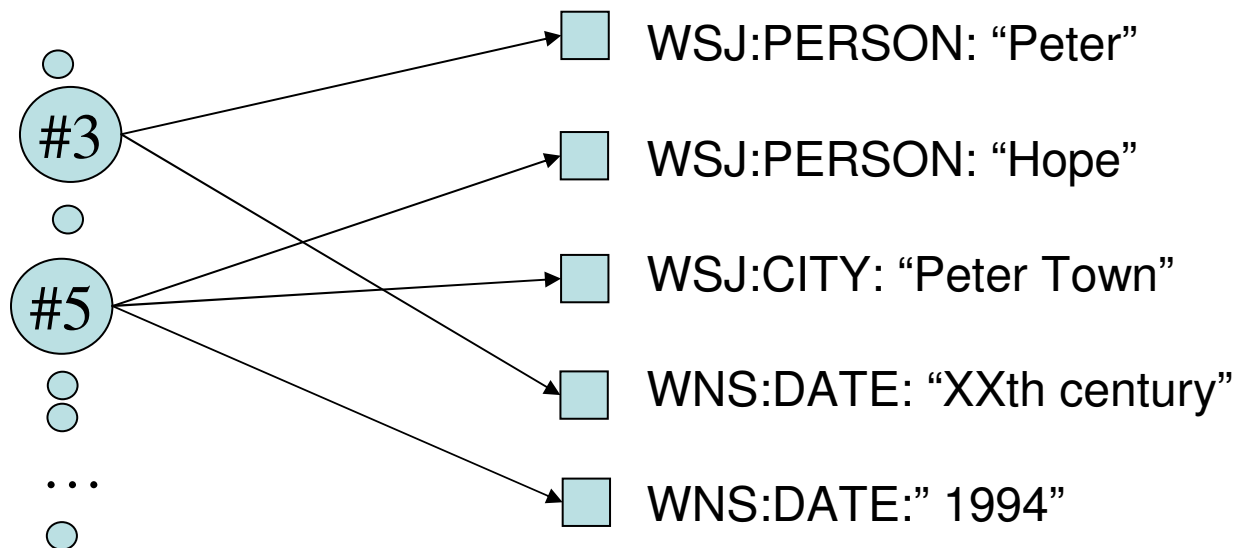 WSJ:PERSON: “Peter”
#3
WSJ:PERSON: “Hope”
WSJ:CITY: “Peter Town”
#5
WNS:DATE: “XXth century”
...
WNS:DATE:” 1994”